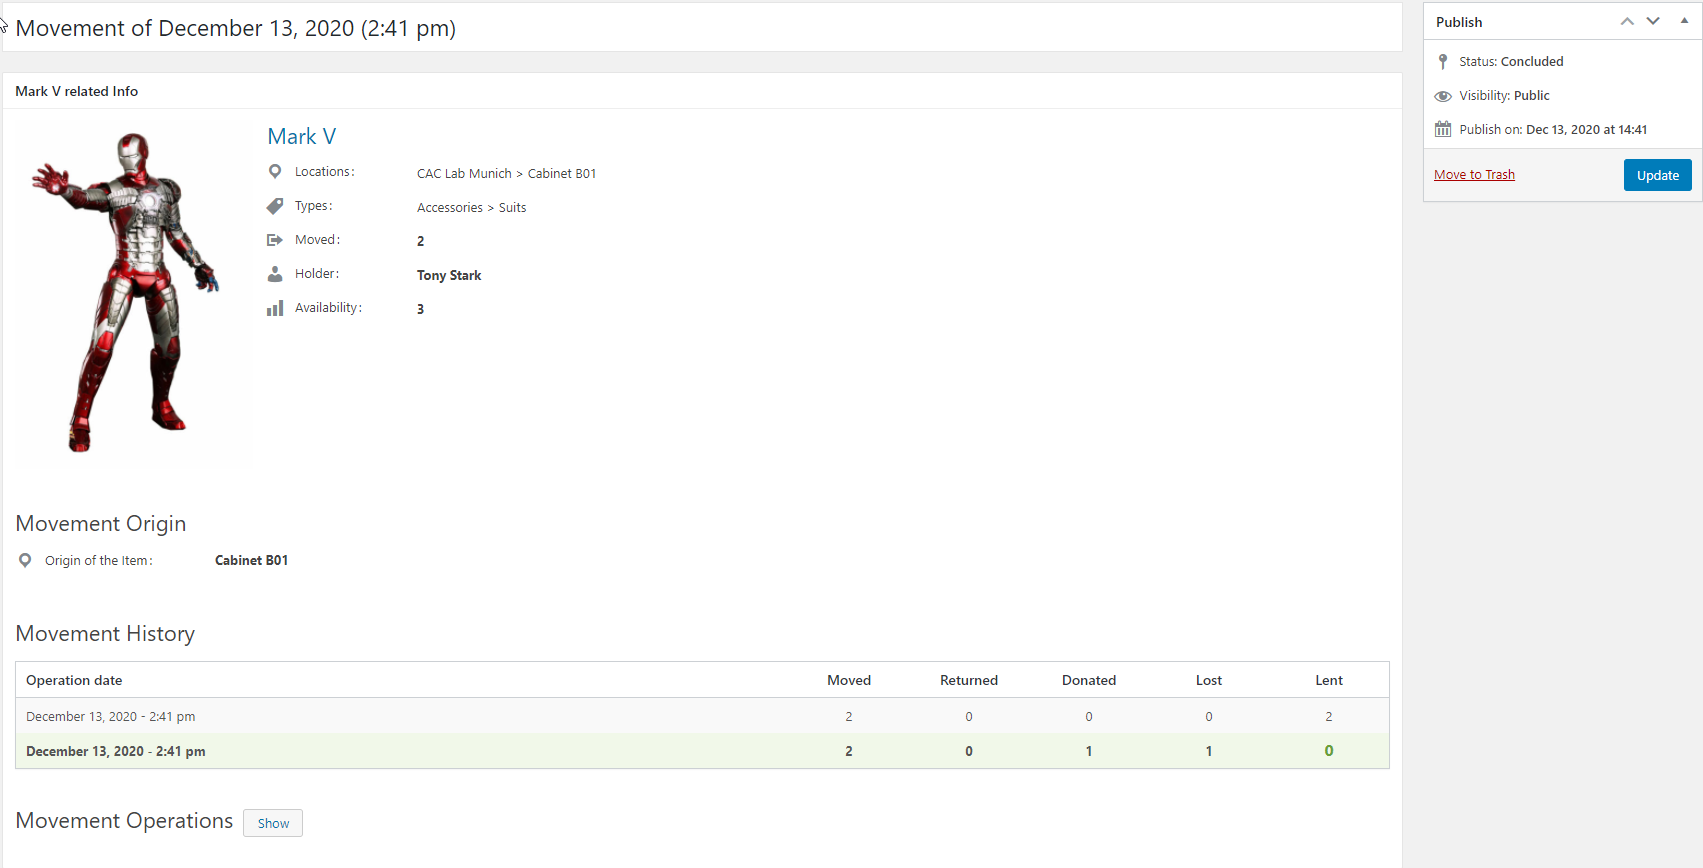 Movement of December 13, 2020 (2:41 pm)
Mark V related Info
Mark V
Locations: CAC Lab Munich > Cabinet B01
Types: Accessories > Suits
Moved: 2
Holder: Tony Stark
Availability: 3
Movement Origin
Origin of the Item: Cabinet B01
Movement History
Operation date Moved Returned Donated Lost Lent
December 13, 2020 - 2:41 pm 2 0 0 0 2
December 13, 2020 - 2:41 pm 2 0 1 1 0
Movement Operations Show
Publish
Status: Concluded
Visibility: Public
Publish on: Dec 13, 2020 at 14:41
Move to Trash Update